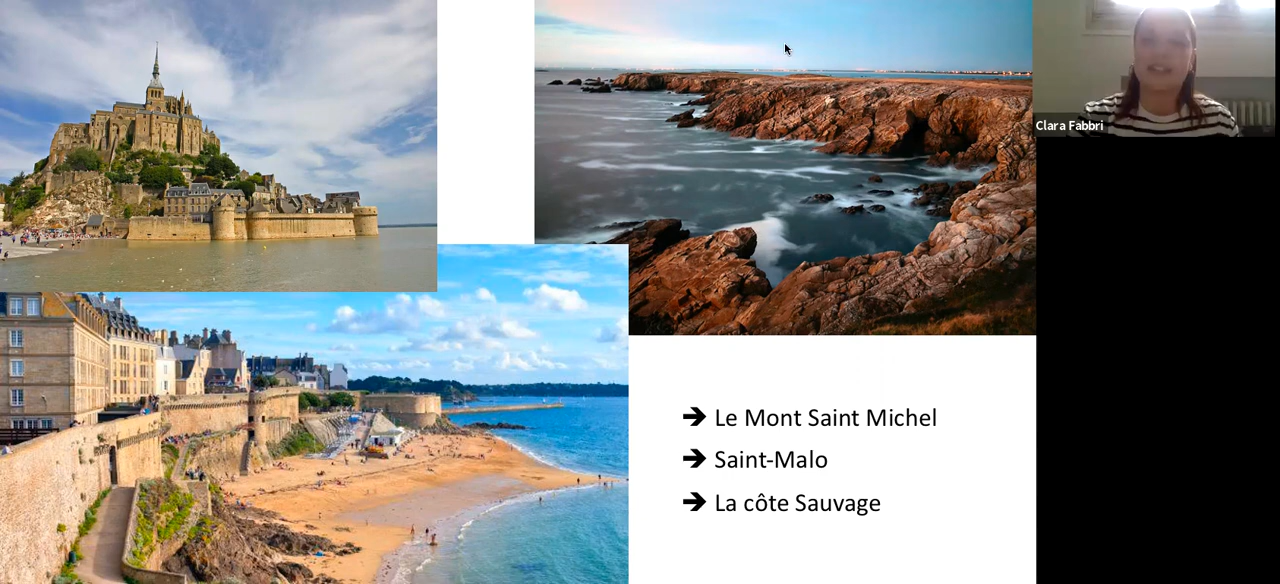 Clara Fabbri
➔ Le Mont Saint Michel
➔ Saint-Malo
➔ La côte Sauvage